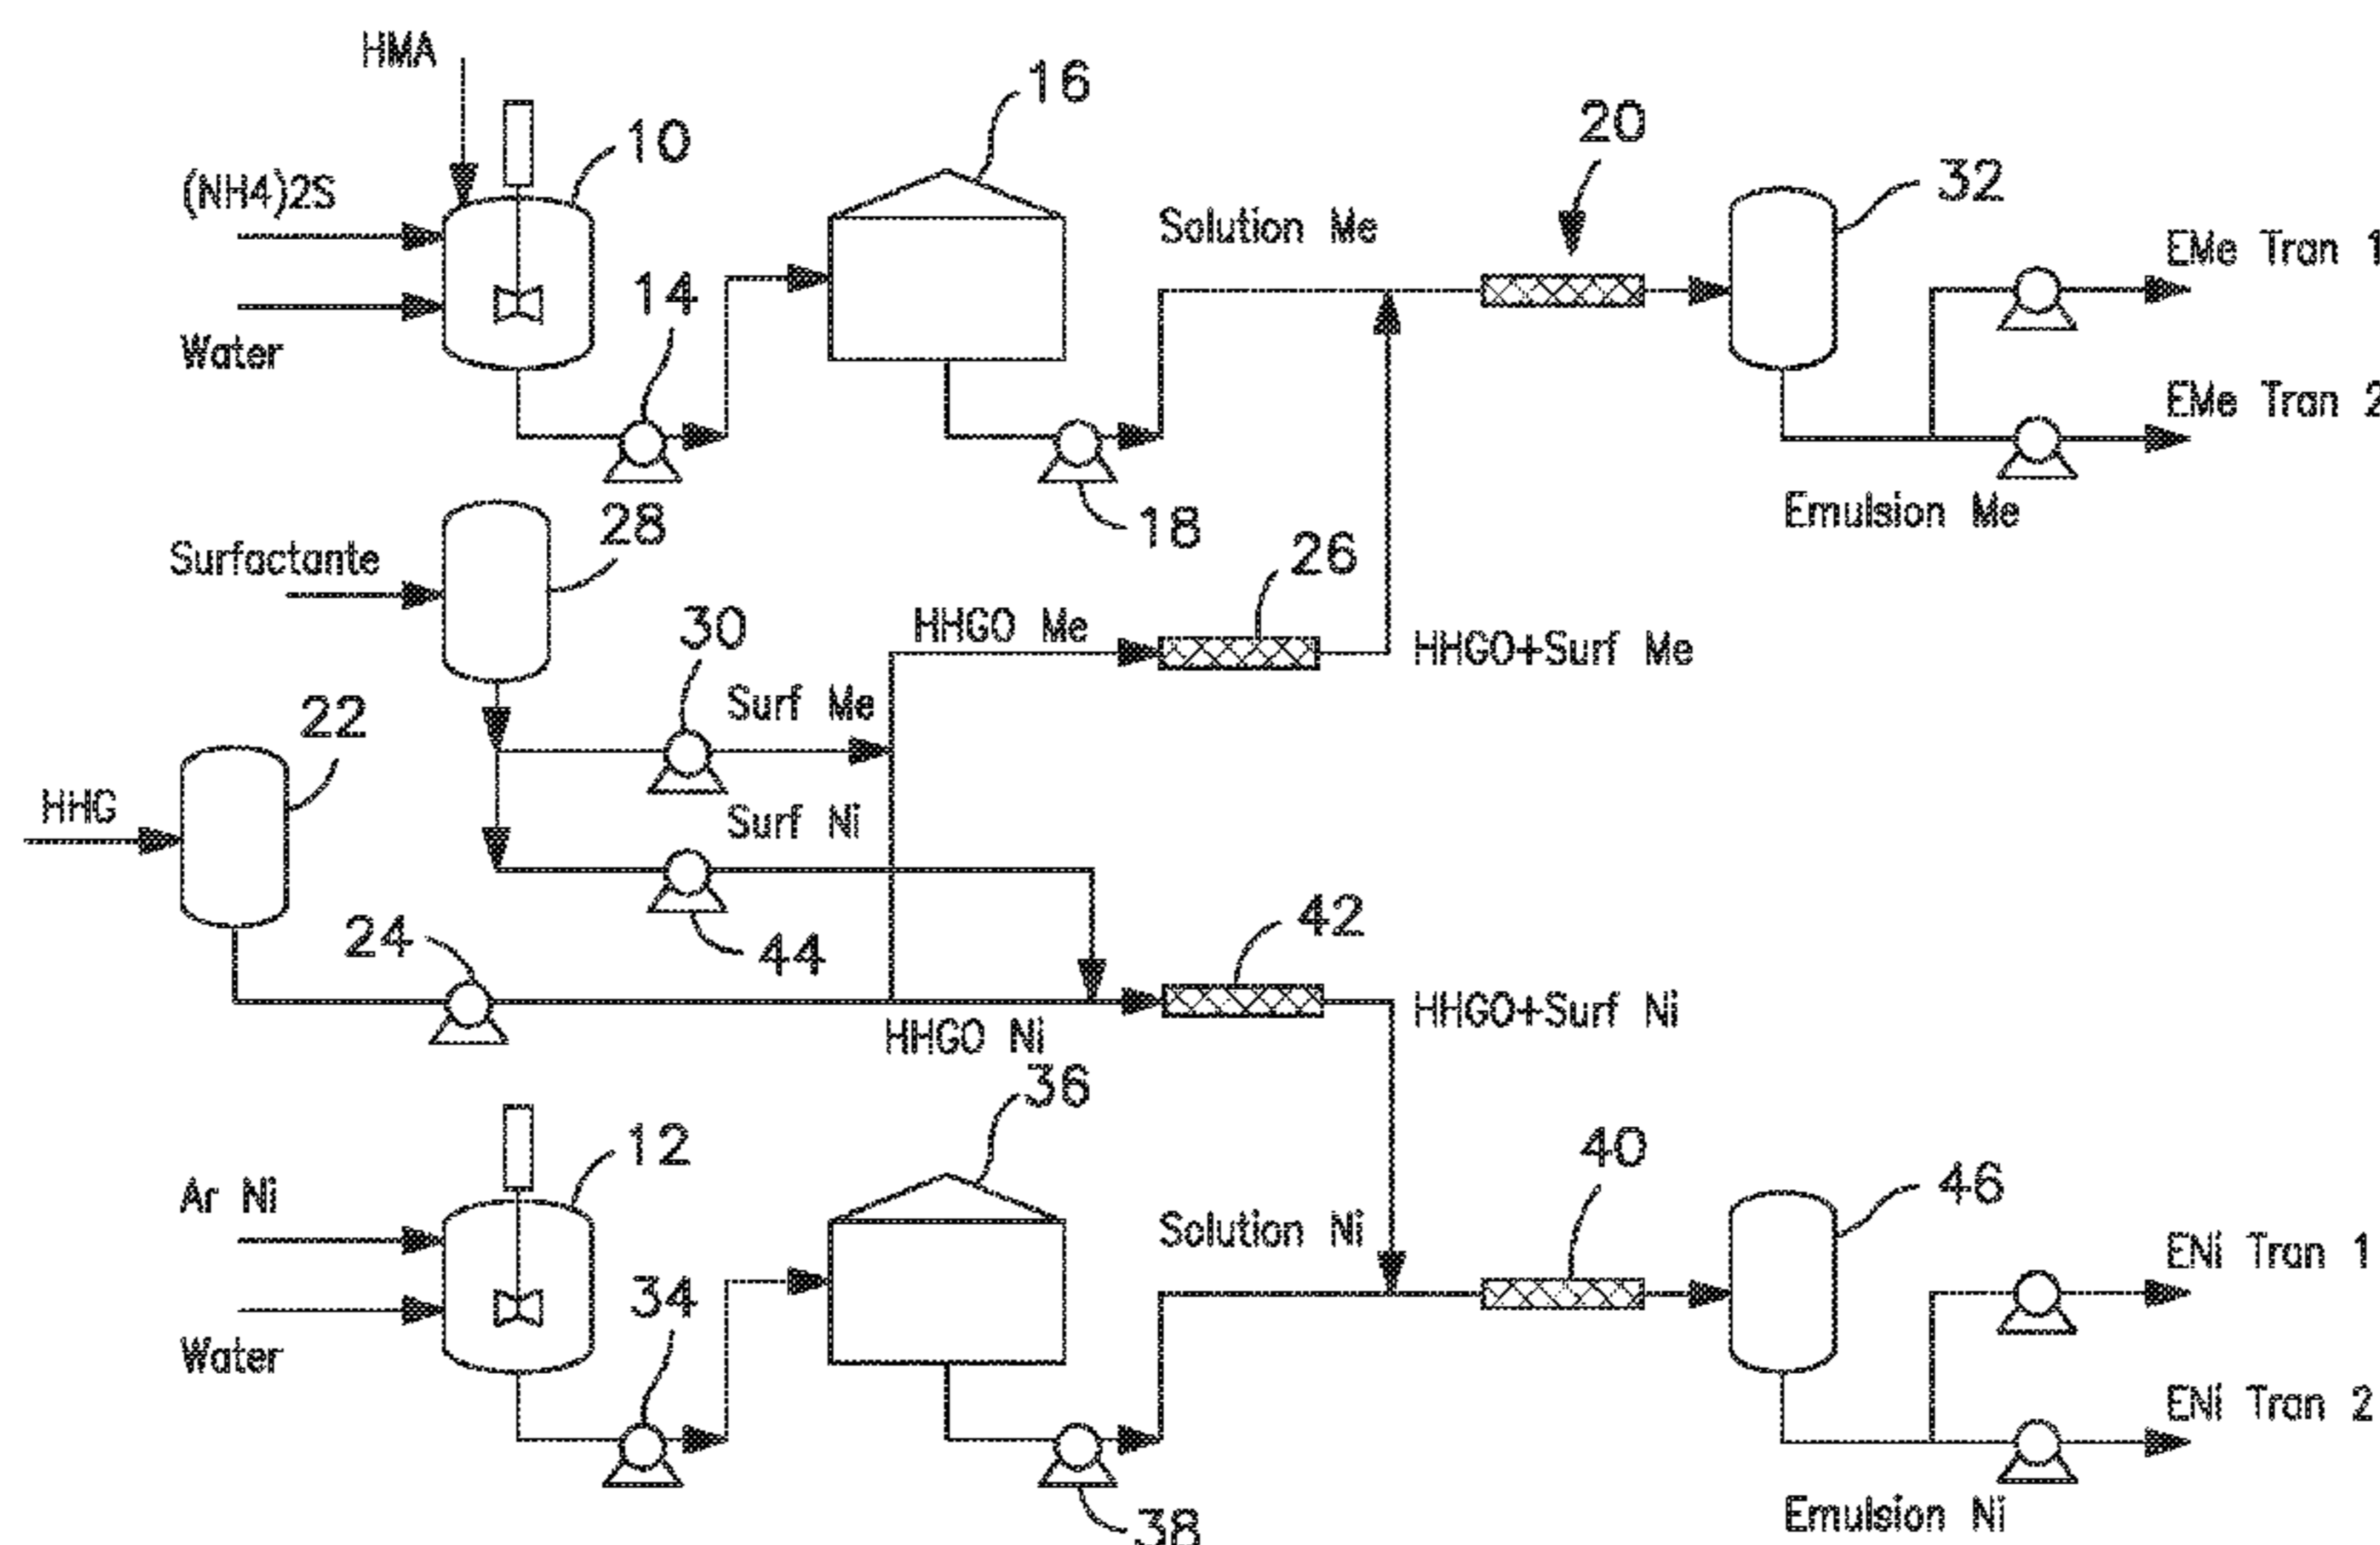 HMA
16
10
20
(NH4)2S
32
Solution Me
EMe Tran 1
14
Water
EMe Tran 2
28
18
Emulsion Me
Surfactante
26
30
HHGO Me
HHGO+Surf Me
22
Surf Me
HHG
Surf Ni
42
24
44
HHGO+Surf Ni
HHGO Ni
36
12
40
Ar Ni
46
Solution Ni
ENi Tran 1
34
Water
ENi Tran 2
38
Emulsion Ni